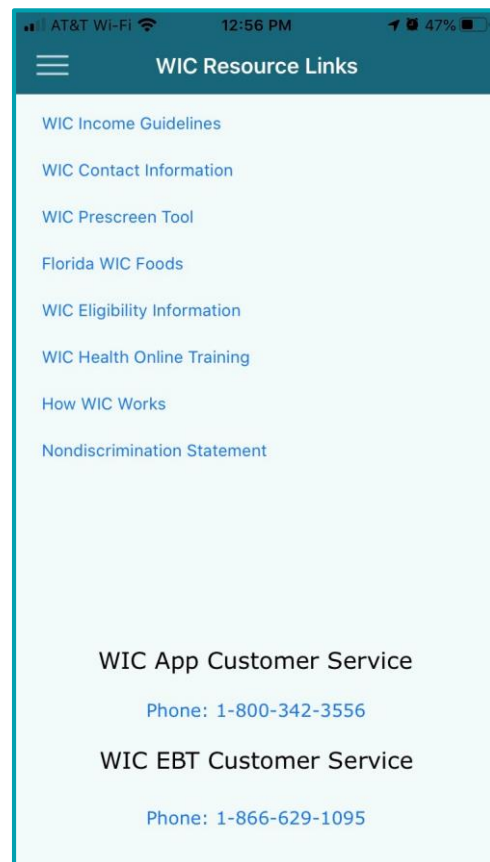 AT&T Wi-Fi 12:56 PM 47%
WIC Resource Links
WIC Income Guidelines
WIC Contact Information
WIC Prescreen Tool
Florida WIC Foods
WIC Eligibility Information
WIC Health Online Training
How WIC Works
Nondiscrimination Statement
WIC App Customer Service
Phone: 1-800-342-3556
WIC EBT Customer Service
Phone: 1-866-629-1095